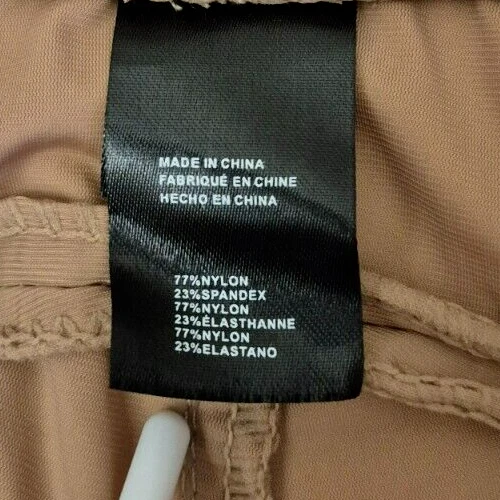 MADE IN CHINA
FABRIQUÉ EN CHINE
HECHO EN CHINA
77%NYLON
23%SPANDEX
77%NYLON
23%ÉLASTHANNE
77%NYLON
23%ELASTANO